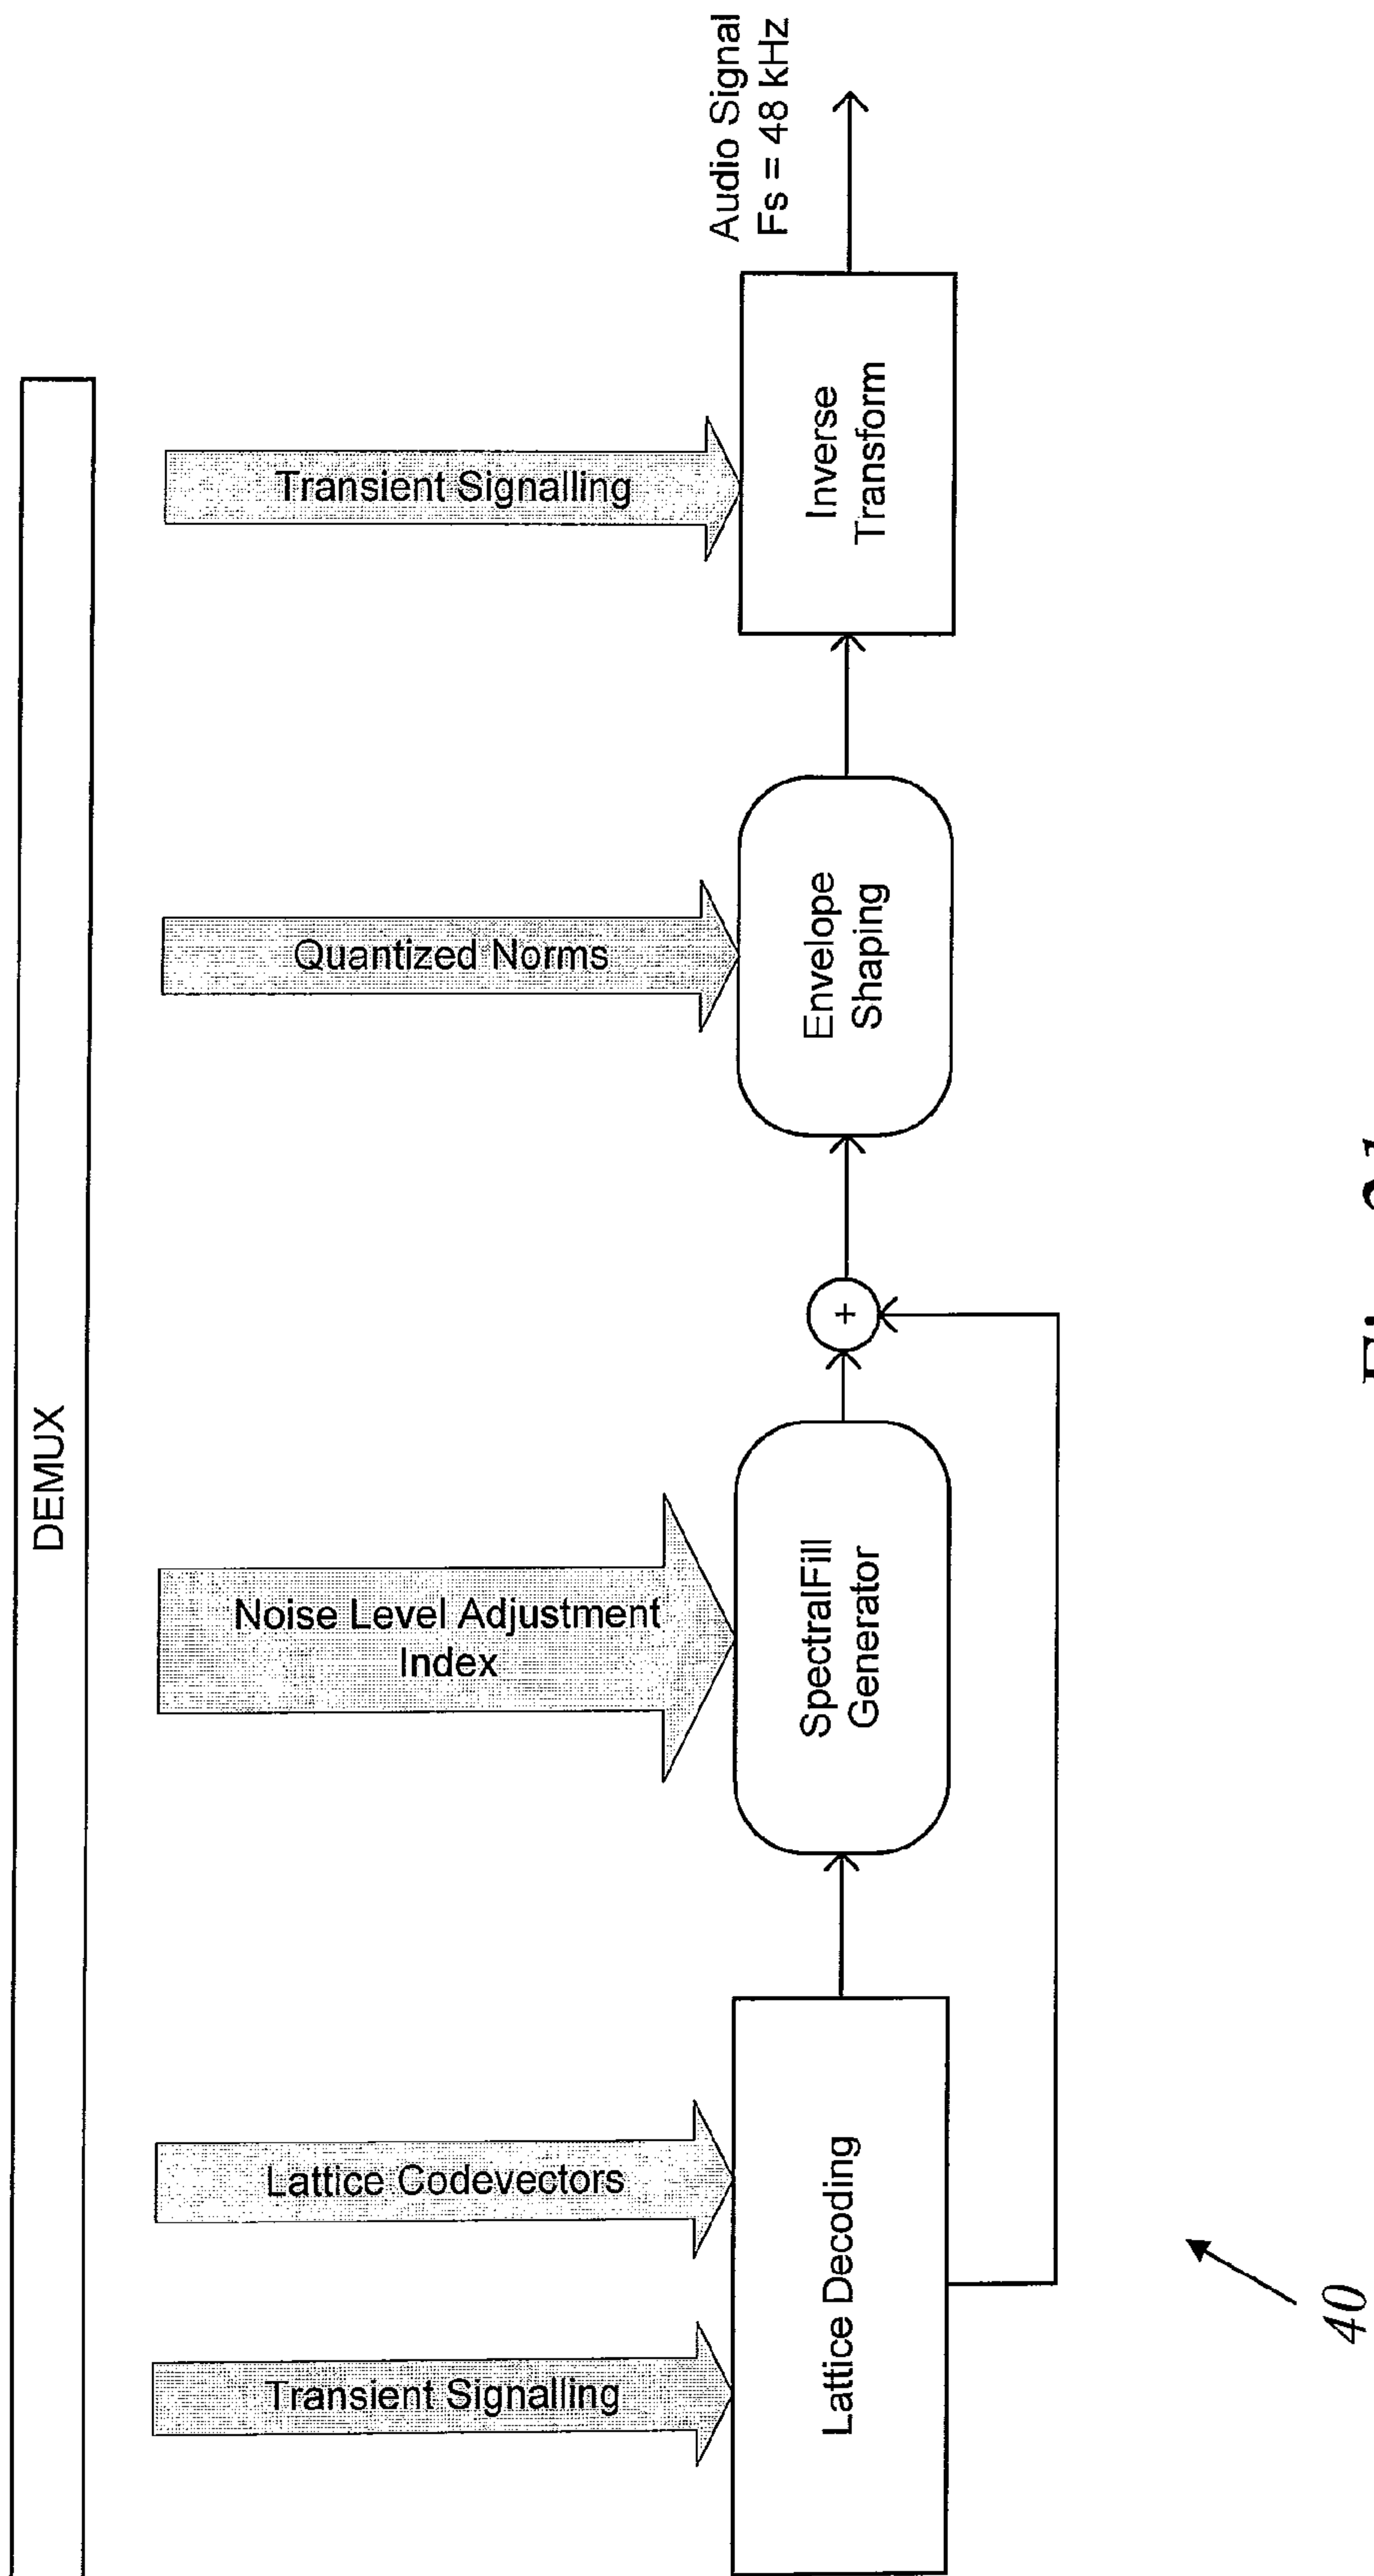 DEMUX
Transient Signalling
Lattice Codevectors
Noise Level Adjustment
Index
Quantized Norms
Transient Signalling
Lattice Decoding
SpectralFill
Generator
+
Envelope
Shaping
Inverse
Transform
Audio Signal
Fs = 48 kHz
40